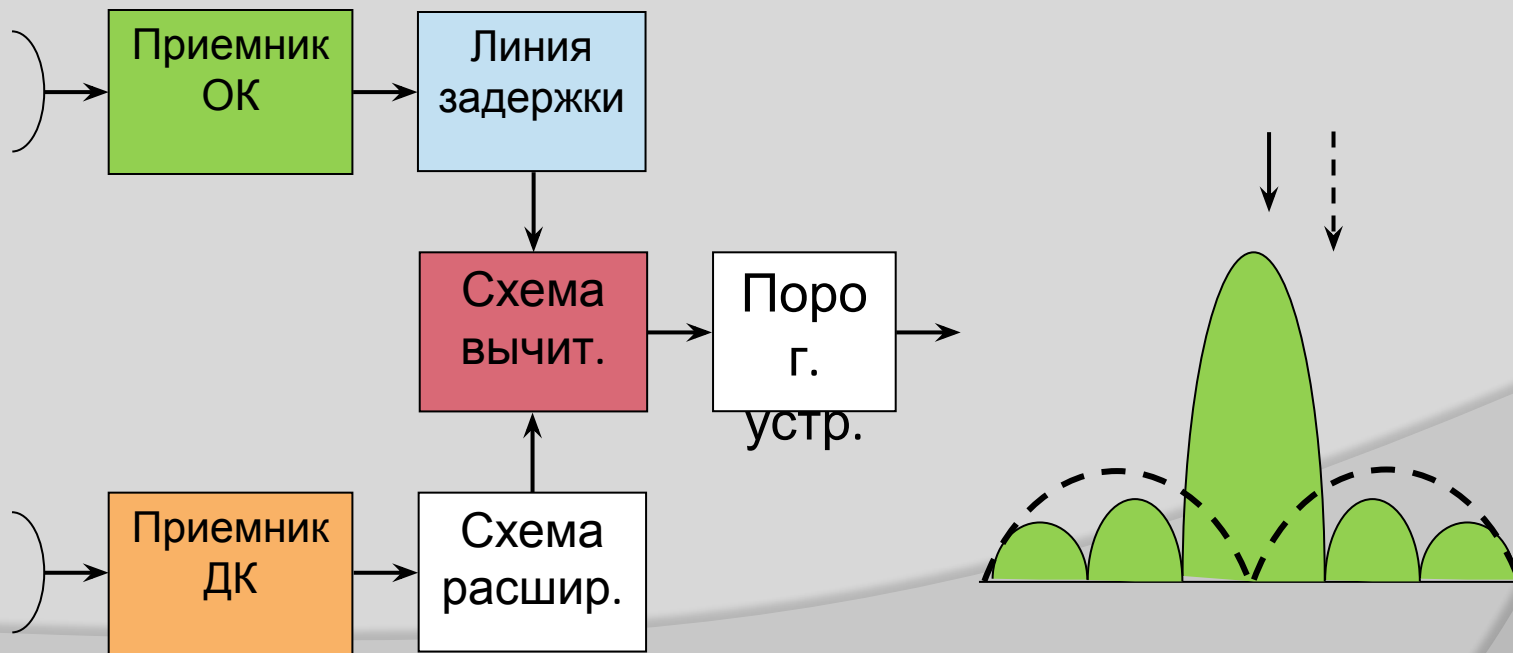 Приемник
ОК
Линия
задержки
Схема
вычит.
Поро
г.
устр.
Приемник
ДК
Схема
расшир.